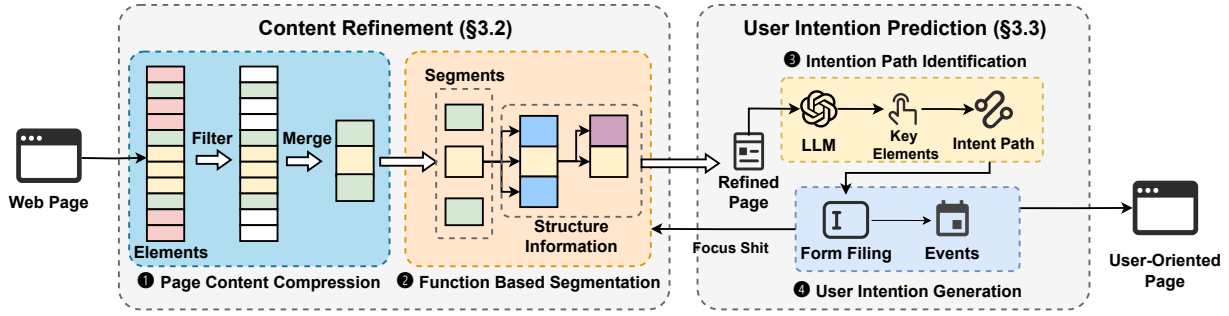 Content Refinement (§3.2)
User Intention Prediction (§3.3)
❸ Intention Path Identification
Segments
Filter
Merge
LLM
Key
Elements
Intent Path
Web Page
Refined
Page
Structure
Information
Elements
Focus Shit
Form Filing
Events
User-Oriented
Page
❶ Page Content Compression
❷ Function Based Segmentation
❹ User Intention Generation